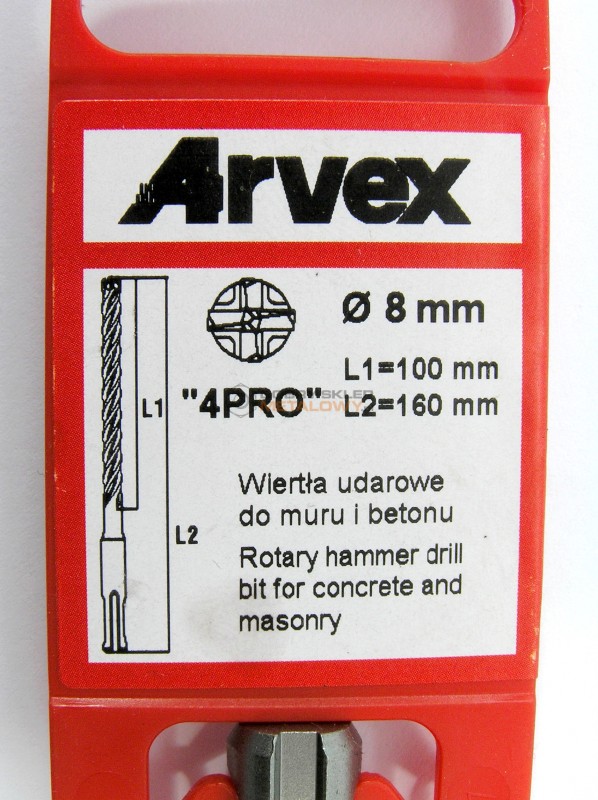 Arvex
Ø 8 mm
L1=100 mm
"4PRO" L2=160 mm
L1
L2
Wiertła udarowe
do muru i betonu
Rotary hammer drill
bit for concrete and
masonry